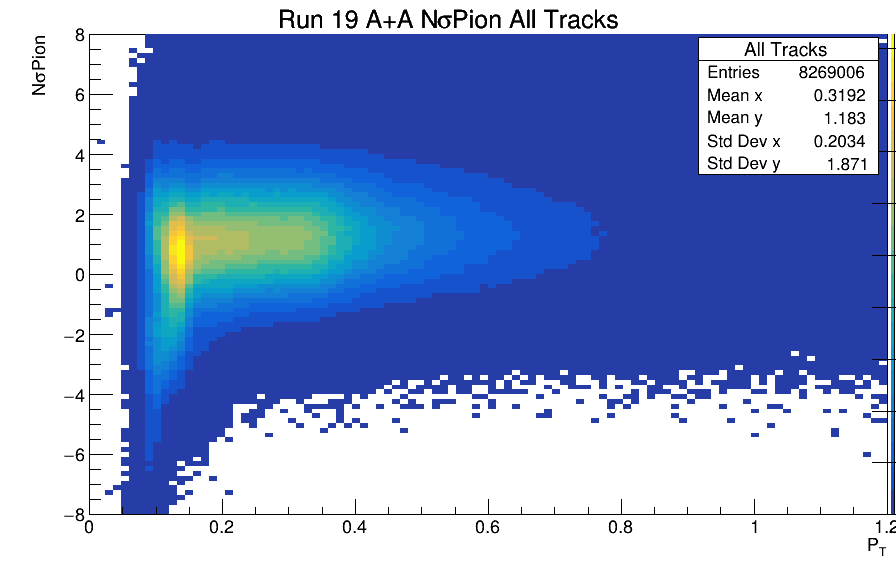 Run 19 A+A NσPion All Tracks
NσPion
All Tracks
Entries 8269006
Mean x 0.3192
Mean y 1.183
Std Dev x 0.2034
Std Dev y 1.871
8
6
4
2
0
−2
−4
−6
−8
0 0.2 0.4 0.6 0.8 1 1.2
P_T